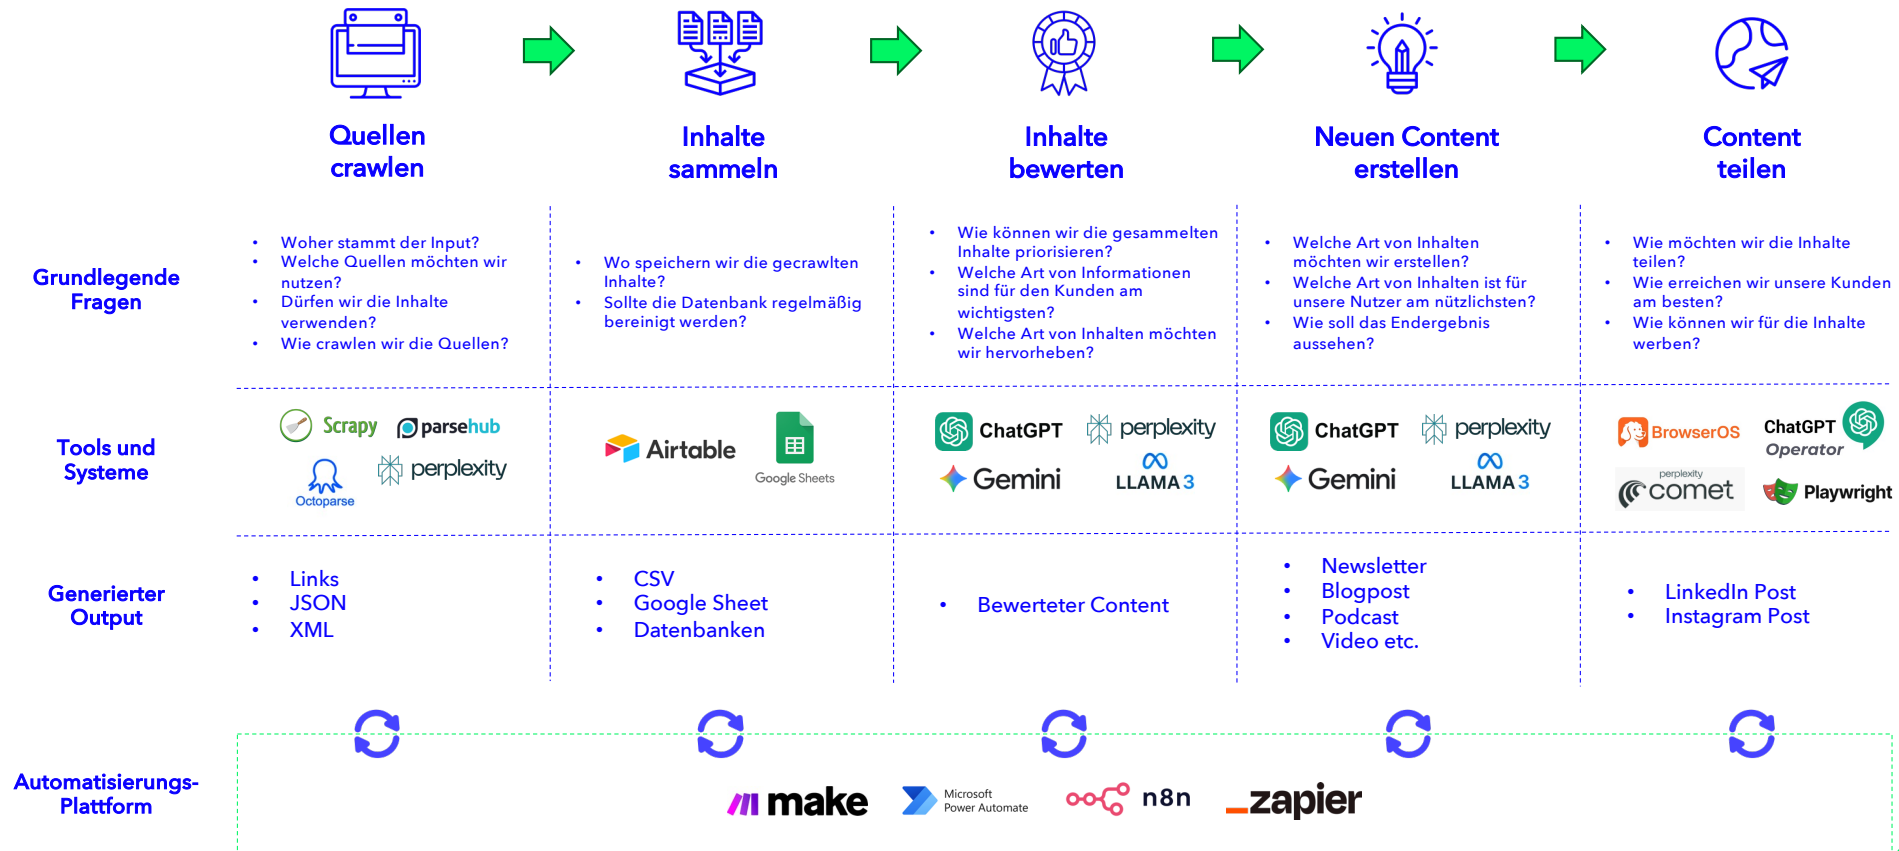 Quellen
crawlen
Inhalte
sammeln
Inhalte
bewerten
Neuen Content
erstellen
Content
teilen
Grundlegende
Fragen
• Woher stammt der Input?
• Welche Quellen möchten wir
nutzen?
• Dürfen wir die Inhalte
verwenden?
• Wie crawlen wir die Quellen?
• Wo speichern wir die gecrawlten
Inhalte?
• Sollte die Datenbank regelmäßig
bereinigt werden?
• Wie können wir die gesammelten
Inhalte priorisieren?
• Welche Art von Informationen
sind für den Kunden am
wichtigsten?
• Welche Art von Inhalten möchten
wir hervorheben?
• Welche Art von Inhalten
möchten wir erstellen?
• Welche Art von Inhalten ist für
unsere Nutzer am nützlichsten?
• Wie soll das Endergebnis
aussehen?
• Wie möchten wir die Inhalte
teilen?
• Wie erreichen wir unsere Kunden
am besten?
• Wie können wir für die Inhalte
werben?
Tools und
Systeme
Scrapy
parsehub
Octoparse
perplexity
Airtable
Google Sheets
ChatGPT
perplexity
Gemini
LLAMA 3
ChatGPT
perplexity
Gemini
LLAMA 3
BrowserOS
ChatGPT
Operator
perplexity
comet
Playwright
Generierter
Output
• Links
• JSON
• XML
• CSV
• Google Sheet
• Datenbanken
• Bewerteter Content
• Newsletter
• Blogpost
• Podcast
• Video etc.
• LinkedIn Post
• Instagram Post
Automatisierungs-
Plattform
make
Microsoft
Power Automate
n8n
zapier